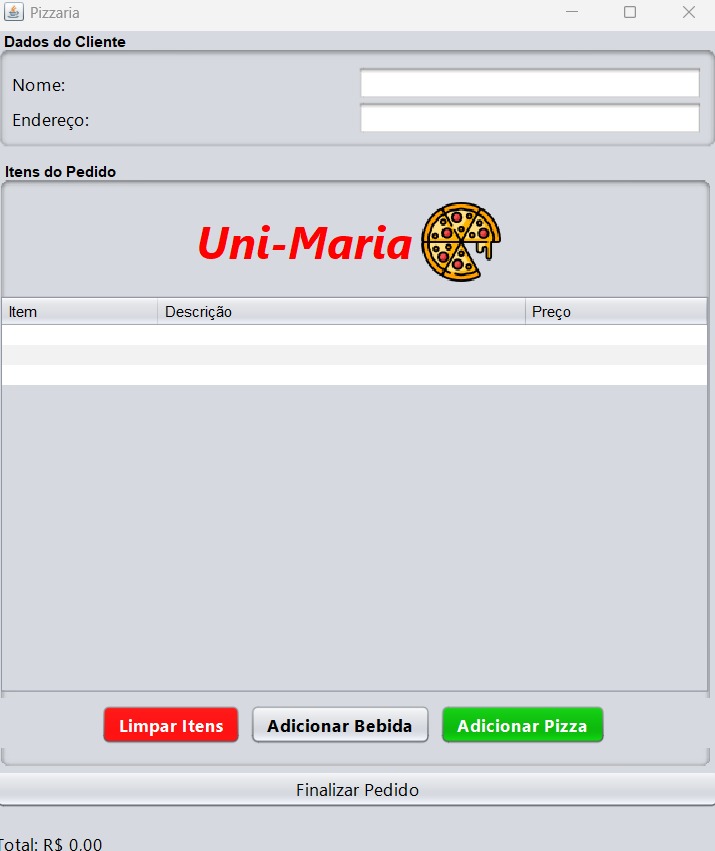 Pizzaria
Dados do Cliente
Nome:
Endereço:
Itens do Pedido
Uni-Maria
Item Descrição Preço
Limpar Itens Adicionar Bebida Adicionar Pizza
Finalizar Pedido
Total: R$ 0,00